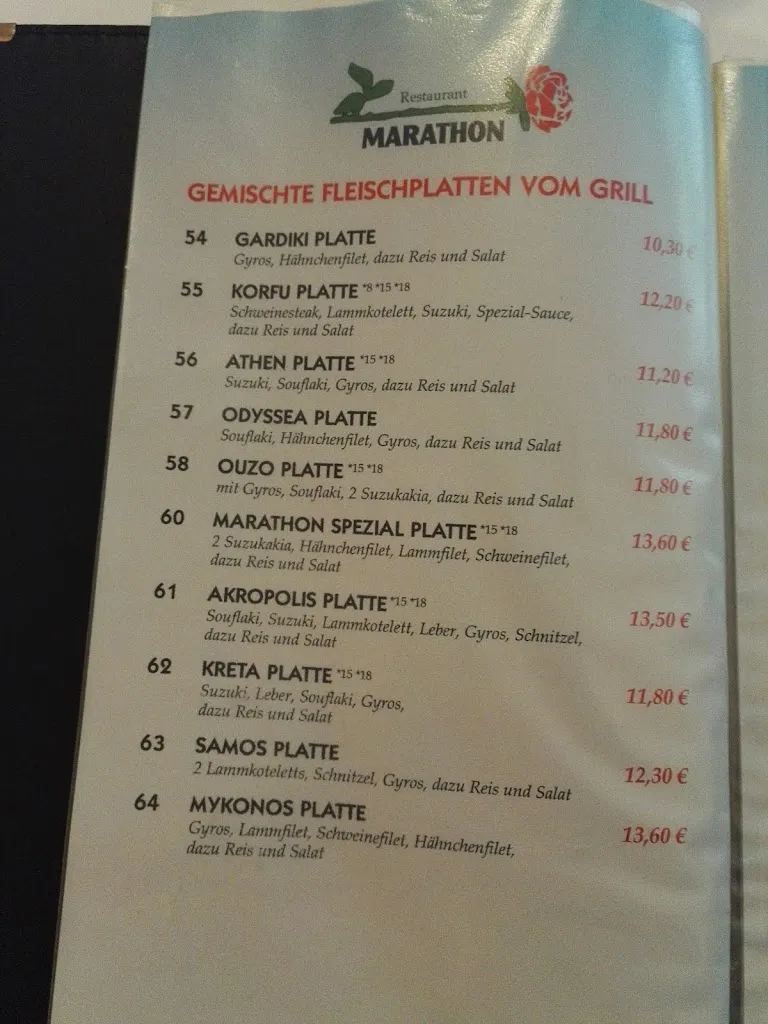 Restaurant
MARATHON
GEMISCHTE FLEISCHPLATTEN VOM GRILL
54 GARDIKI PLATTE 10,30 €
Gyros, Hähnchenfilet, dazu Reis und Salat
55 KORFU PLATTE *8 *15 *18 12,20 €
Schweinesteak, Lammkotelett, Suzuki, Spezial-Sauce,
dazu Reis und Salat
56 ATHEN PLATTE *15 *18 11,20 €
Suzuki, Souflaki, Gyros, dazu Reis und Salat
57 ODYSSEA PLATTE 11,80 €
Souflaki, Hähnchenfilet, Gyros, dazu Reis und Salat
58 OUZO PLATTE *15 *18 11,80 €
mit Gyros, Souflaki, 2 Suzukakia, dazu Reis und Salat
60 MARATHON SPEZIAL PLATTE *15 *18 13,60 €
2 Suzukakia, Hähnchenfilet, Lammfilet, Schweinefilet,
dazu Reis und Salat
61 AKROPOLIS PLATTE *15 *18 13,50 €
Souflaki, Suzuki, Lammkotelett, Leber, Gyros, Schnitzel,
dazu Reis und Salat
62 KRETA PLATTE *15 *18 11,80 €
Suzuki, Leber, Souflaki, Gyros,
dazu Reis und Salat
63 SAMOS PLATTE 12,30 €
2 Lammkoteletts, Schnitzel, Gyros, dazu Reis und Salat
64 MYKONOS PLATTE 13,60 €
Gyros, Lammfilet, Schweinefilet, Hähnchenfilet,
dazu Reis und Salat